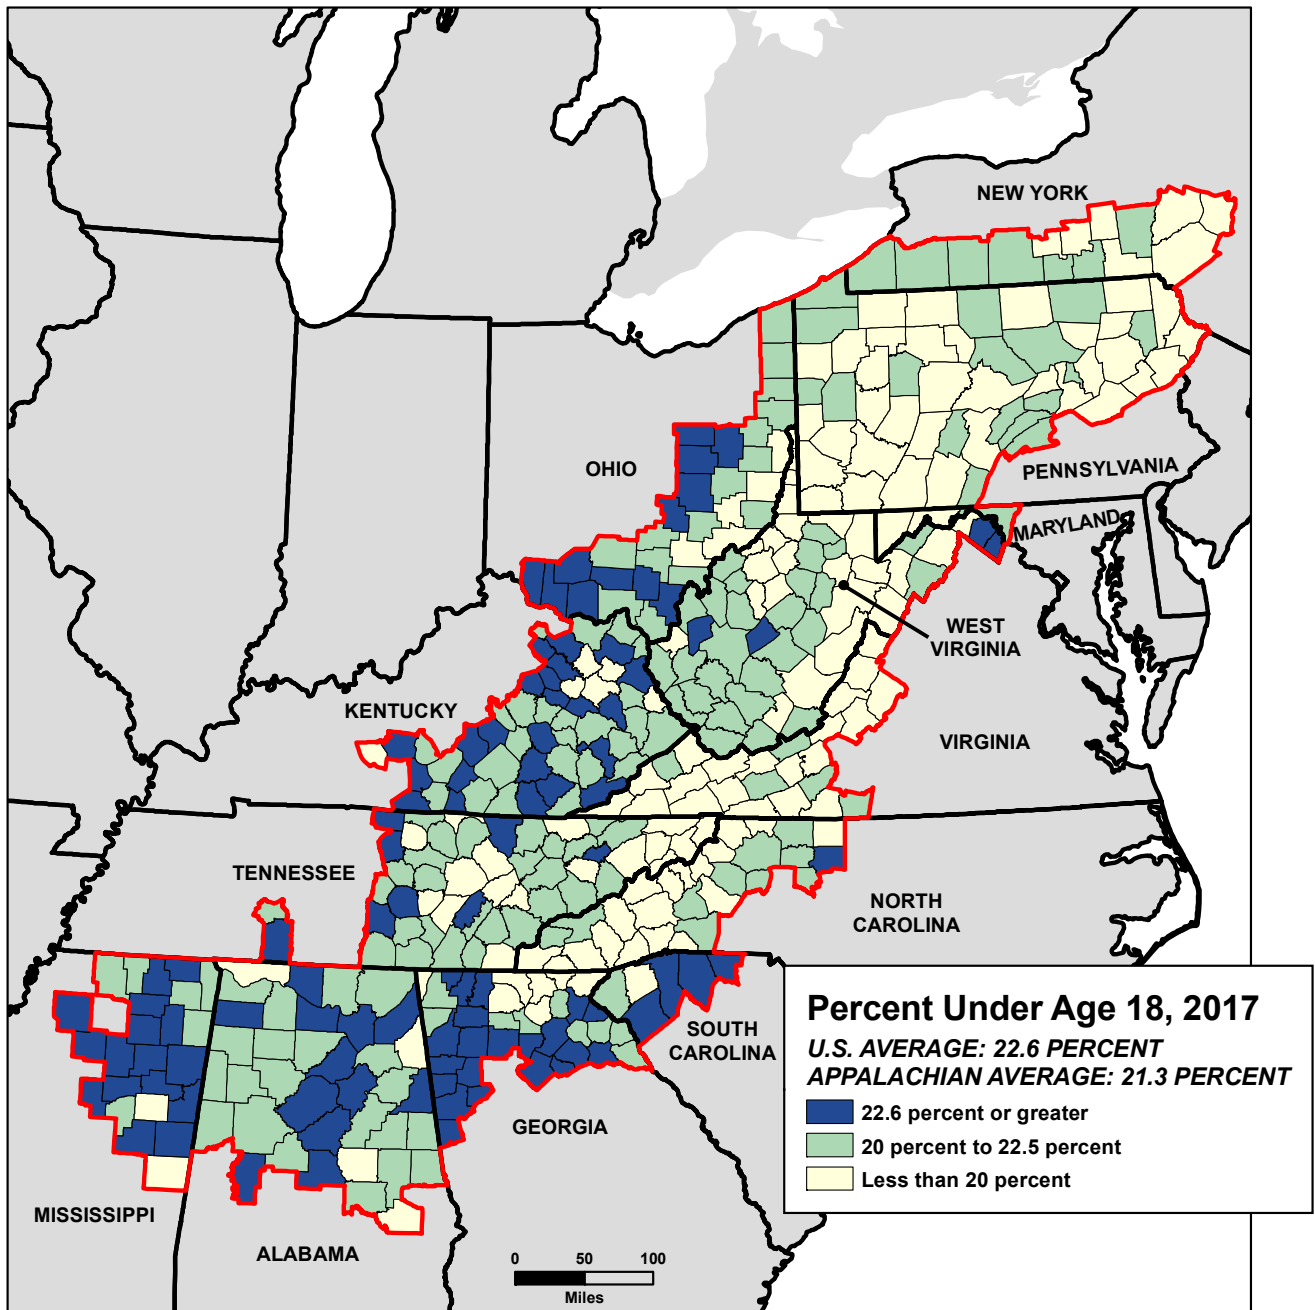 NEW YORK
OHIO
PENNSYLVANIA
MARYLAND
WEST
VIRGINIA
KENTUCKY
VIRGINIA
TENNESSEE
NORTH
CAROLINA
SOUTH
CAROLINA
GEORGIA
MISSISSIPPI
ALABAMA
Percent Under Age 18, 2017
U.S. AVERAGE: 22.6 PERCENT
APPALACHIAN AVERAGE: 21.3 PERCENT
22.6 percent or greater
20 percent to 22.5 percent
Less than 20 percent
0 50 100
Miles